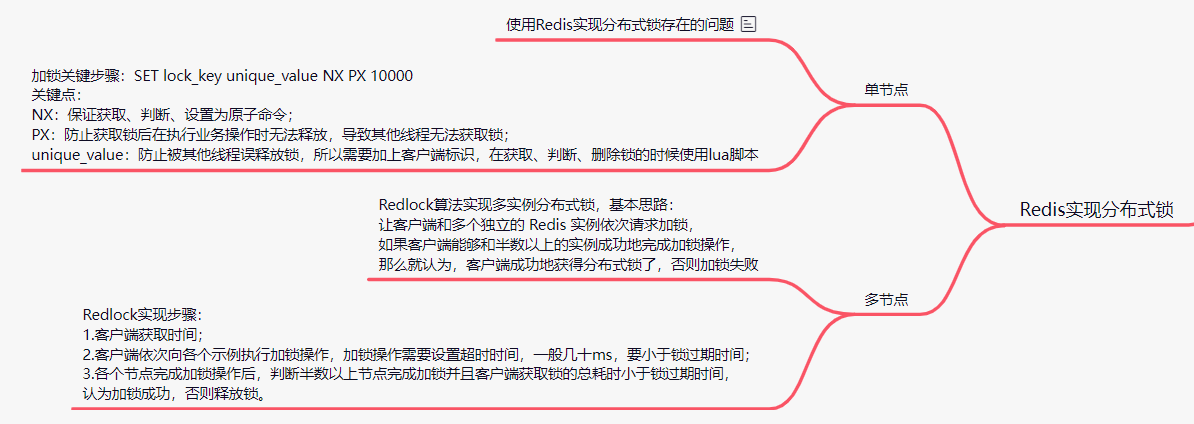 使用Redis实现分布式锁存在的问题
单节点
加锁关键步骤：SET lock_key unique_value NX PX 10000
关键点：
NX：保证获取、判断、设置为原子命令；
PX：防止获取锁后在执行业务操作时无法释放，导致其他线程无法获取锁；
unique_value：防止被其他线程误释放锁，所以需要加上客户端标识，在获取、判断、删除锁的时候使用lua脚本
Redis实现分布式锁
Redlock算法实现多实例分布式锁，基本思路：
让客户端和多个独立的 Redis 实例依次请求加锁，
如果客户端能够和半数以上的实例成功地完成加锁操作，
那么就认为，客户端成功地获得分布式锁了，否则加锁失败
多节点
Redlock实现步骤：
1.客户端获取时间；
2.客户端依次向各个示例执行加锁操作，加锁操作需要设置超时时间，一般几十ms，要小于锁过期时间；
3.各个节点完成加锁操作后，判断半数以上节点完成加锁并且客户端获取锁的总耗时小于锁过期时间，
认为加锁成功，否则释放锁。